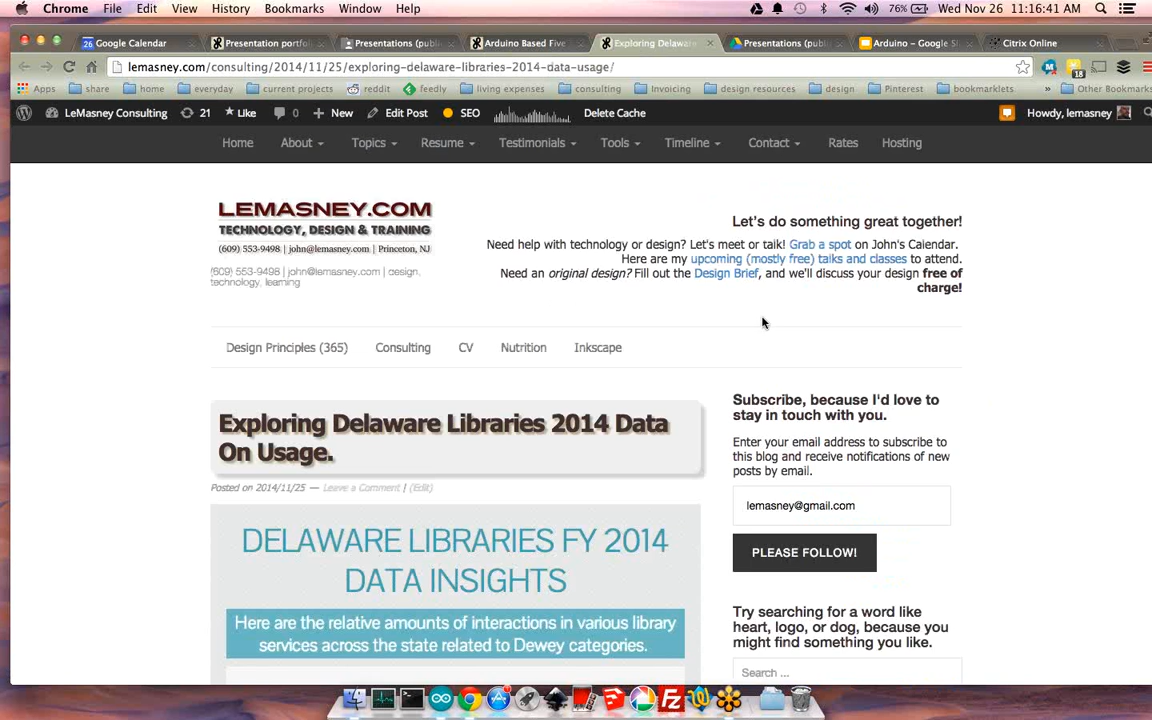 Chrome File Edit View History Bookmarks Window Help 76% Wed Nov 26 11:16:41 AM
26 Google Calendar Presentation portfo Presentations (publ Arduino Based Five Exploring Delaware Presentations (publ Arduino - Google S Citrix Online
lemasney.com/consulting/2014/11/25/exploring-delaware-libraries-2014-data-usage/ 18
Apps share home everyday current projects reddit feedly living expenses consulting Invoicing design resources design Pinterest bookmarklets » Other Bookmarks
LeMasney Consulting 21 Like 0 New Edit Post SEO Delete Cache Howdy, lemasney
Home About Topics Resume Testimonials Tools Timeline Contact Rates Hosting
LEMASNEY.COM
TECHNOLOGY, DESIGN & TRAINING
(609) 553-9498 | john@lemasney.com | Princeton, NJ
(609) 553-9498 | john@lemasney.com | design,
technology, learning
Let's do something great together!
Need help with technology or design? Let's meet or talk! Grab a spot on John's Calendar.
Here are my upcoming (mostly free) talks and classes to attend.
Need an original design? Fill out the Design Brief, and we'll discuss your design free of
charge!
Design Principles (365) Consulting CV Nutrition Inkscape
Exploring Delaware Libraries 2014 Data
On Usage.
Posted on 2014/11/25 — Leave a Comment | (Edit)
DELAWARE LIBRARIES FY 2014
DATA INSIGHTS
Here are the relative amounts of interactions in various library
services across the state related to Dewey categories.
Subscribe, because I'd love to
stay in touch with you.
Enter your email address to subscribe to
this blog and receive notifications of new
posts by email.
lemasney@gmail.com
PLEASE FOLLOW!
Try searching for a word like
heart, logo, or dog, because you
might find something you like.
Search ...